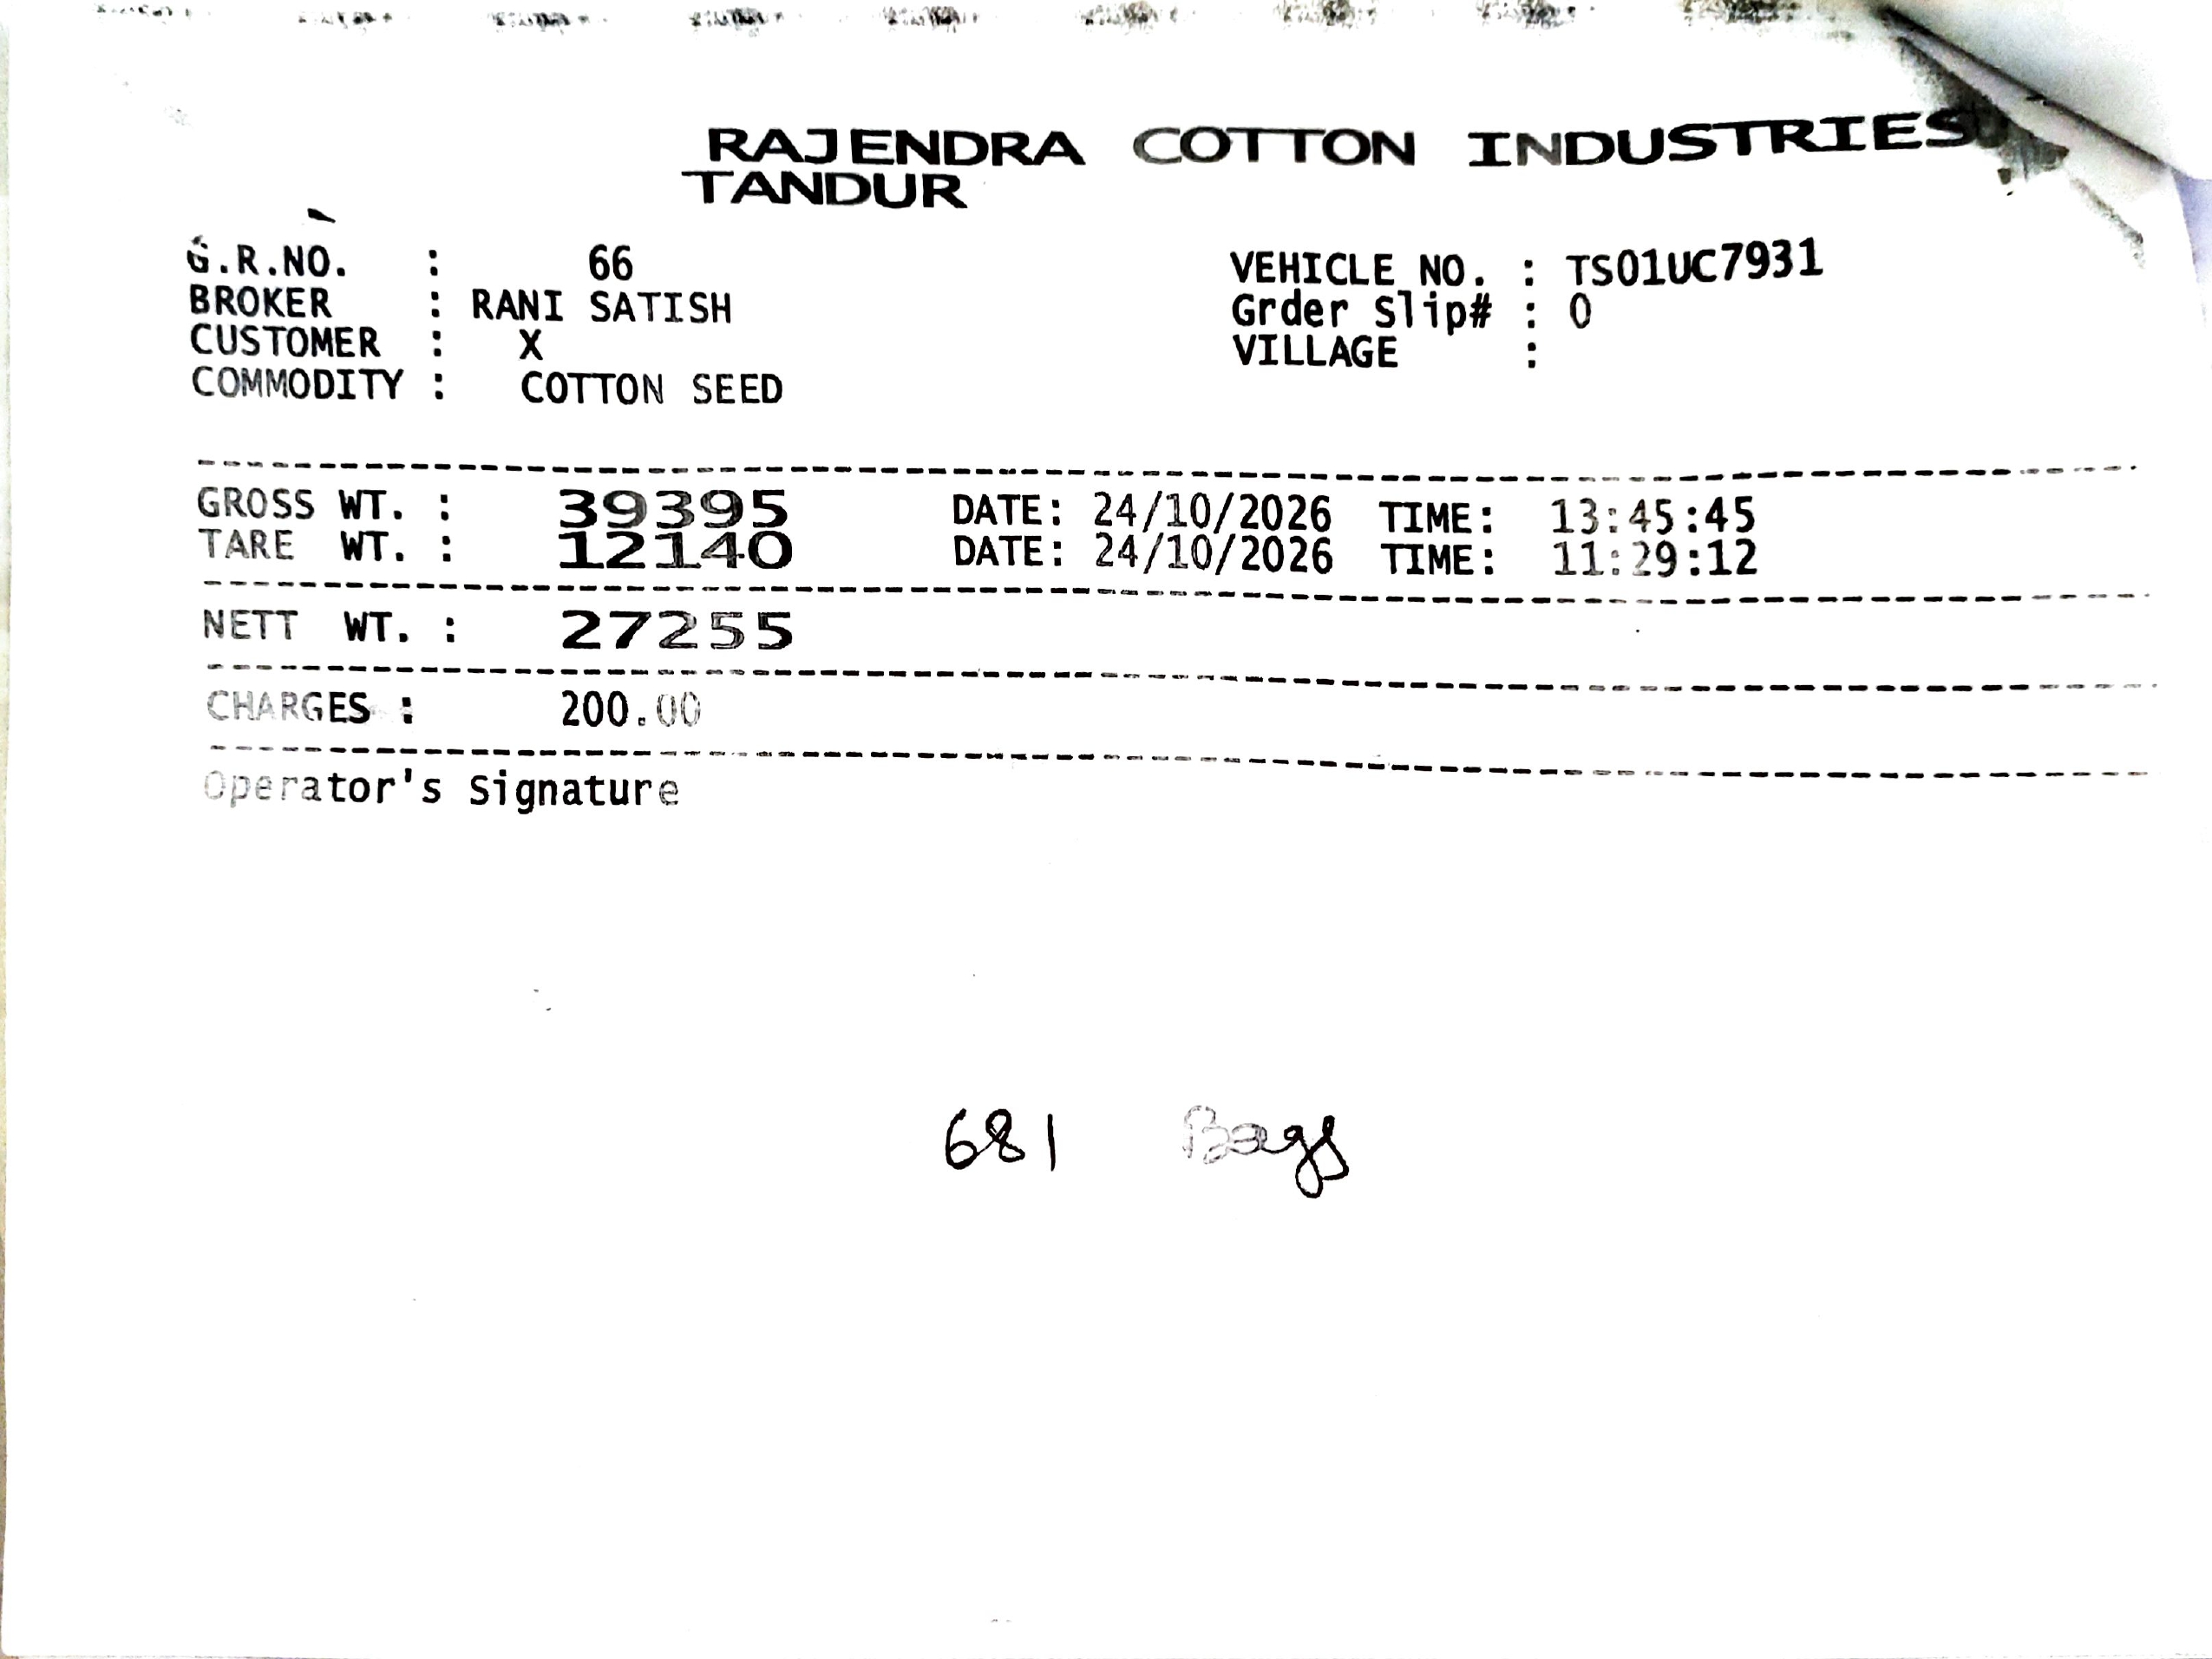 RAJENDRA COTTON INDUSTRIES
TANDUR
G.R.NO. : 66 VEHICLE NO. : TS01UC7931
BROKER : RANI SATISH Grder Slip# : 0
CUSTOMER : X VILLAGE :
COMMODITY : COTTON SEED
GROSS WT. : 39395 DATE: 24/10/2026 TIME: 13:45:45
TARE WT. : 12140 DATE: 24/10/2026 TIME: 11:29:12
NETT WT. : 27255
CHARGES : 200.00
Operator's Signature
681 Bags